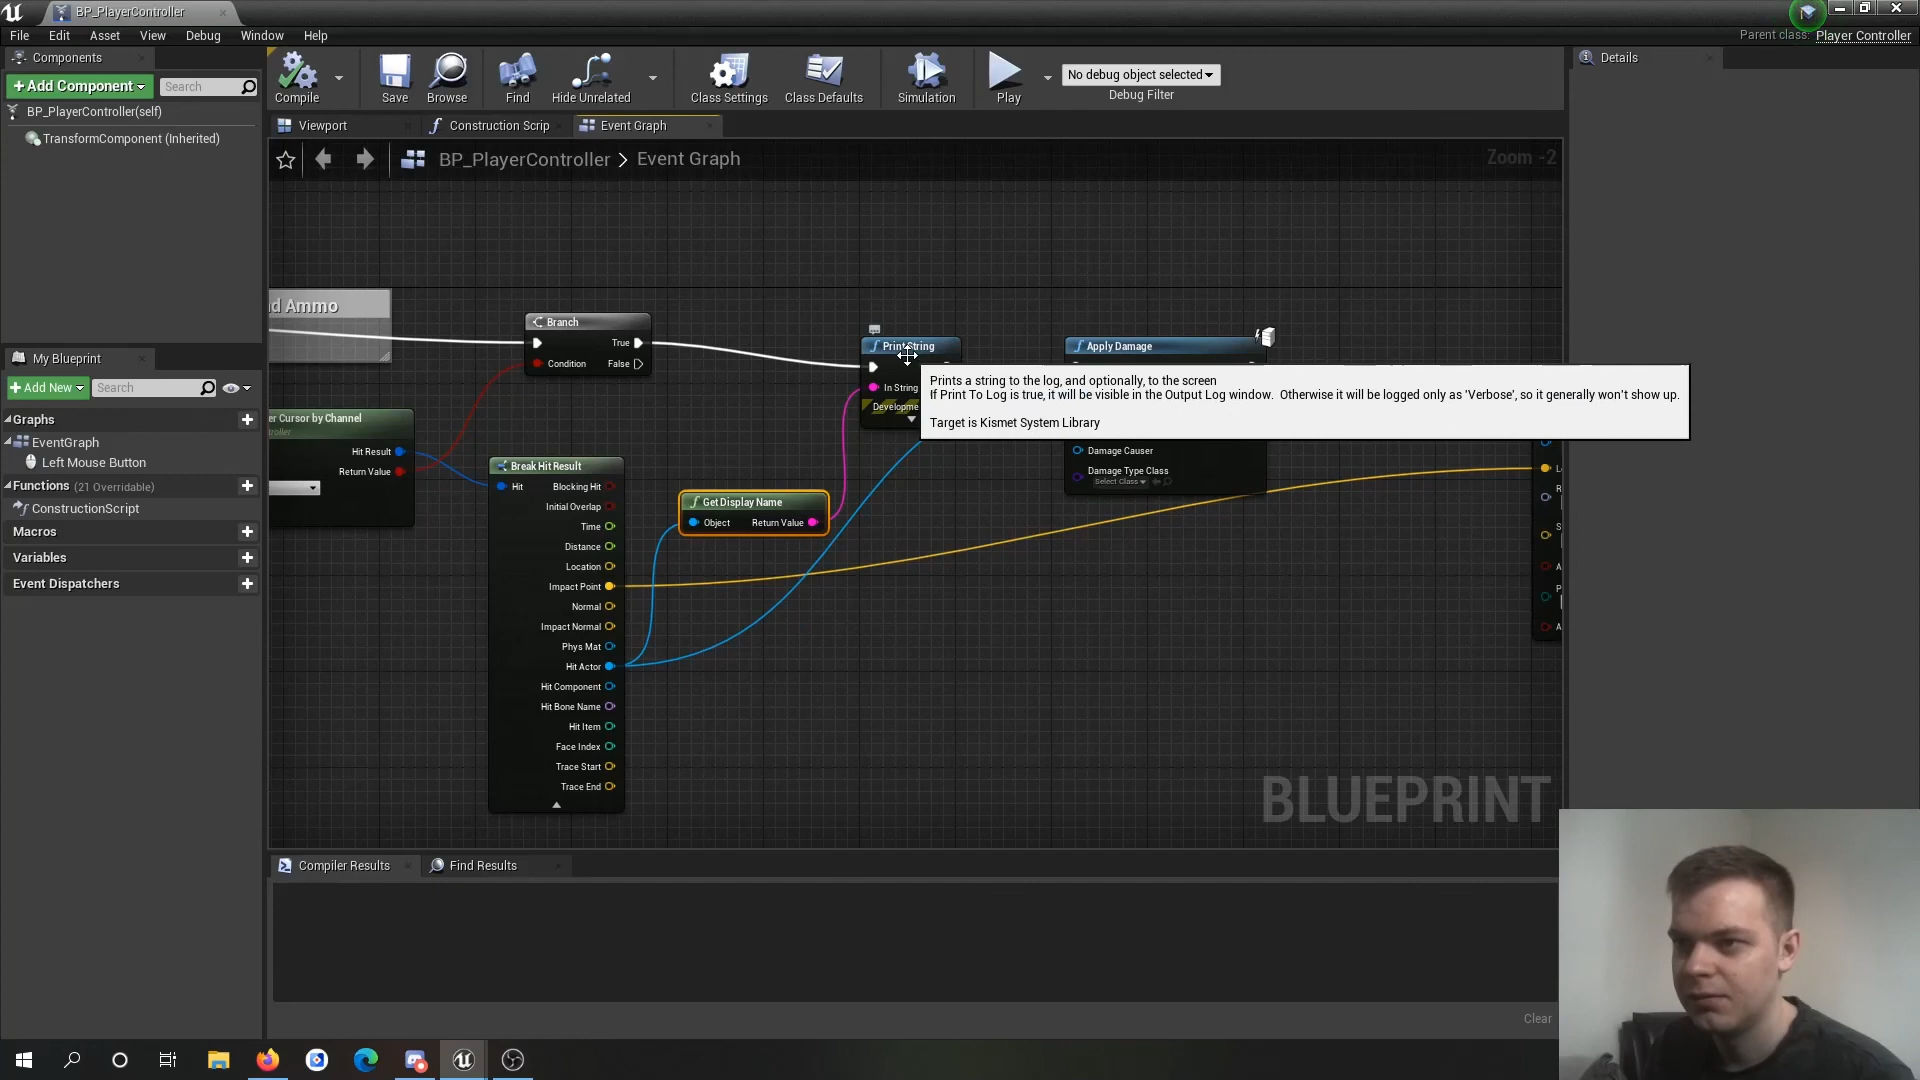 BP_PlayerController
File Edit Asset View Debug Window Help
Parent class: Player Controller
Components
+Add Component Search
BP_PlayerController(self)
TransformComponent (Inherited)
Compile
Save
Browse
Find
Hide Unrelated
Class Settings
Class Defaults
Simulation
Play
No debug object selected
Debug Filter
Details
Viewport
Construction Scrip
Event Graph
BP_PlayerController > Event Graph
Zoom -2
My Blueprint
+Add New Search
Graphs
EventGraph
Left Mouse Button
Functions (21 Overridable)
ConstructionScript
Macros
Variables
Event Dispatchers
d Ammo
Branch
True
Condition False
er Cursor by Channel
ntroller
Hit Result
Return Value
Break Hit Result
Hit Blocking Hit
Initial Overlap
Time
Distance
Location
Impact Point
Normal
Impact Normal
Phys Mat
Hit Actor
Hit Component
Hit Bone Name
Hit Item
Face Index
Trace Start
Trace End
Get Display Name
Object Return Value
Print String
In String
Developme
Apply Damage
Prints a string to the log, and optionally, to the screen
If Print To Log is true, it will be visible in the Output Log window. Otherwise it will be logged only as 'Verbose', so it generally won't show up.
Target is Kismet System Library
Damage Causer
Damage Type Class
Select Class
L
R
S
A
P
A
BLUEPRINT
Compiler Results
Find Results
Clear